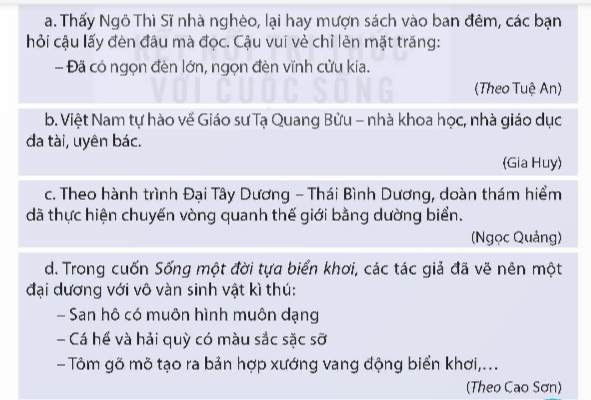 a. Thấy Ngô Thì Sĩ nhà nghèo, lại hay mượn sách vào ban đêm, các bạn
hỏi cậu lấy đèn đâu mà đọc. Cậu vui vẻ chỉ lên mặt trăng:
– Đã có ngọn đèn lớn, ngọn đèn vĩnh cửu kia.
(Theo Tuệ An)
b. Việt Nam tự hào về Giáo sư Tạ Quang Bửu – nhà khoa học, nhà giáo dục
đa tài, uyên bác.
(Gia Huy)
c. Theo hành trình Đại Tây Dương – Thái Bình Dương, đoàn thám hiểm
đã thực hiện chuyến vòng quanh thế giới bằng đường biển.
(Ngọc Quảng)
d. Trong cuốn Sống một đời tựa biển khơi, các tác giả đã vẽ nên một
đại dương với vô vàn sinh vật kì thú:
– San hô có muôn hình muôn dạng
– Cá hề và hải quỳ có màu sắc sặc sỡ
– Tôm gõ mõ tạo ra bản hợp xướng vang động biển khơi,...
(Theo Cao Sơn)
KẾT NỐI TRI THỨC
VỚI CUỘC SỐNG